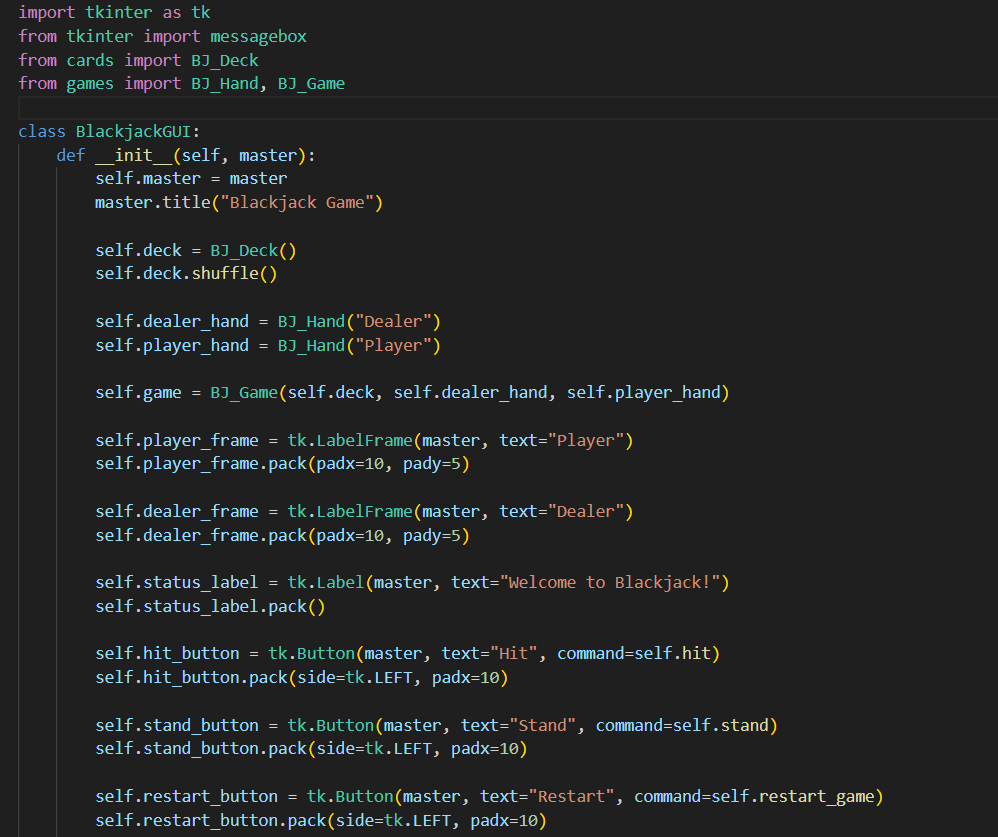 import tkinter as tk
from tkinter import messagebox
from cards import BJ_Deck
from games import BJ_Hand, BJ_Game

class BlackjackGUI:
    def __init__(self, master):
        self.master = master
        master.title("Blackjack Game")

        self.deck = BJ_Deck()
        self.deck.shuffle()

        self.dealer_hand = BJ_Hand("Dealer")
        self.player_hand = BJ_Hand("Player")

        self.game = BJ_Game(self.deck, self.dealer_hand, self.player_hand)

        self.player_frame = tk.LabelFrame(master, text="Player")
        self.player_frame.pack(padx=10, pady=5)

        self.dealer_frame = tk.LabelFrame(master, text="Dealer")
        self.dealer_frame.pack(padx=10, pady=5)

        self.status_label = tk.Label(master, text="Welcome to Blackjack!")
        self.status_label.pack()

        self.hit_button = tk.Button(master, text="Hit", command=self.hit)
        self.hit_button.pack(side=tk.LEFT, padx=10)

        self.stand_button = tk.Button(master, text="Stand", command=self.stand)
        self.stand_button.pack(side=tk.LEFT, padx=10)

        self.restart_button = tk.Button(master, text="Restart", command=self.restart_game)
        self.restart_button.pack(side=tk.LEFT, padx=10)